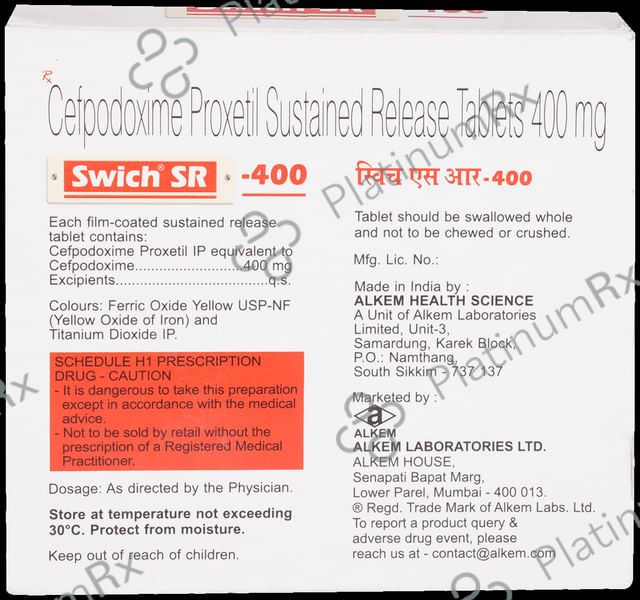 Rx
Cefpodoxime Proxetil Sustained Release Tablets 400 mg
Swich® SR -400
स्विच एस आर-400
Each film-coated sustained release
tablet contains:
Cefpodoxime Proxetil IP equivalent to
Cefpodoxime..........................400 mg
Excipients.....................................q.s.
Colours: Ferric Oxide Yellow USP-NF
(Yellow Oxide of Iron) and
Titanium Dioxide IP.
SCHEDULE H1 PRESCRIPTION
DRUG - CAUTION
- It is dangerous to take this preparation
except in accordance with the medical
advice.
- Not to be sold by retail without the
prescription of a Registered Medical
Practitioner.
Dosage: As directed by the Physician.
Store at temperature not exceeding
30°C. Protect from moisture.
Keep out of reach of children.
Tablet should be swallowed whole
and not to be chewed or crushed.
Mfg. Lic. No.:
Made in India by :
ALKEM HEALTH SCIENCE
A Unit of Alkem Laboratories
Limited, Unit-3,
Samardung, Karek Block,
P.O.: Namthang,
South Sikkim - 737 137
Marketed by :
a
ALKEM
ALKEM LABORATORIES LTD.
ALKEM HOUSE,
Senapati Bapat Marg,
Lower Parel, Mumbai - 400 013.
® Regd. Trade Mark of Alkem Labs. Ltd.
To report a product query &
adverse drug event, please
reach us at - contact@alkem.com
PlatinumRx
PlatinumRx
PlatinumRx
PlatinumRx